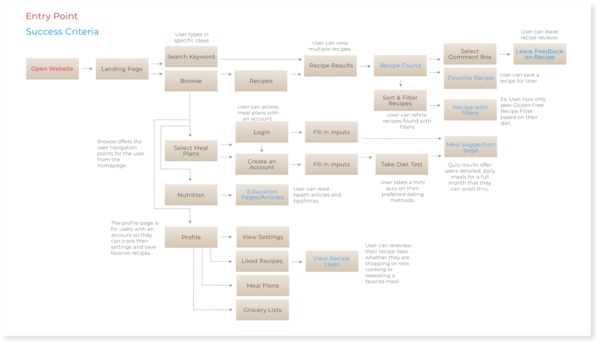 Entry Point
Success Criteria
User types in
specific ideas.
User can leave
recipe reviews.
User can view
multiple recipes.
Search Keyword
Select
Comment Box
Leave Feedback
on Recipe
Open Website
Landing Page
Recipe Results
Recipe Found
Browse
Recipes
Favorite Recipe
User can save a
recipe for later.
Sort & Filter
Recipes
Recipe with
filters
Ex: User now only
sees Gluten Free
Recipe Filter
based on their
diet.
User can access
meal plans with
an account.
User can refine
recipes found with
filters
Login
Fill in inputs
Browse offers the
user navigation
points for the user
from the
homepage.
Select Meal
Plans
Meal suggestion
page
Create an
Account
Fill in inputs
Take Diet Test
Quiz results offer
users detailed, daily
meals for a full
month that they
can scroll thru.
User takes a mini
quiz on their
preferred eating
methods.
Nutrition
Education
Pages/Articles
User can read
health articles and
tips/tricks.
The profile page is
for users with an
account so they
can track their
settings and save
favorite recipes.
Profile
View Settings
Liked Recipes
View Recipe
Likes
User can rereview
their recipe likes -
whether they are
shopping or now
cooking or
repeating a
favorite meal.
Meal Plans
Grocery Lists